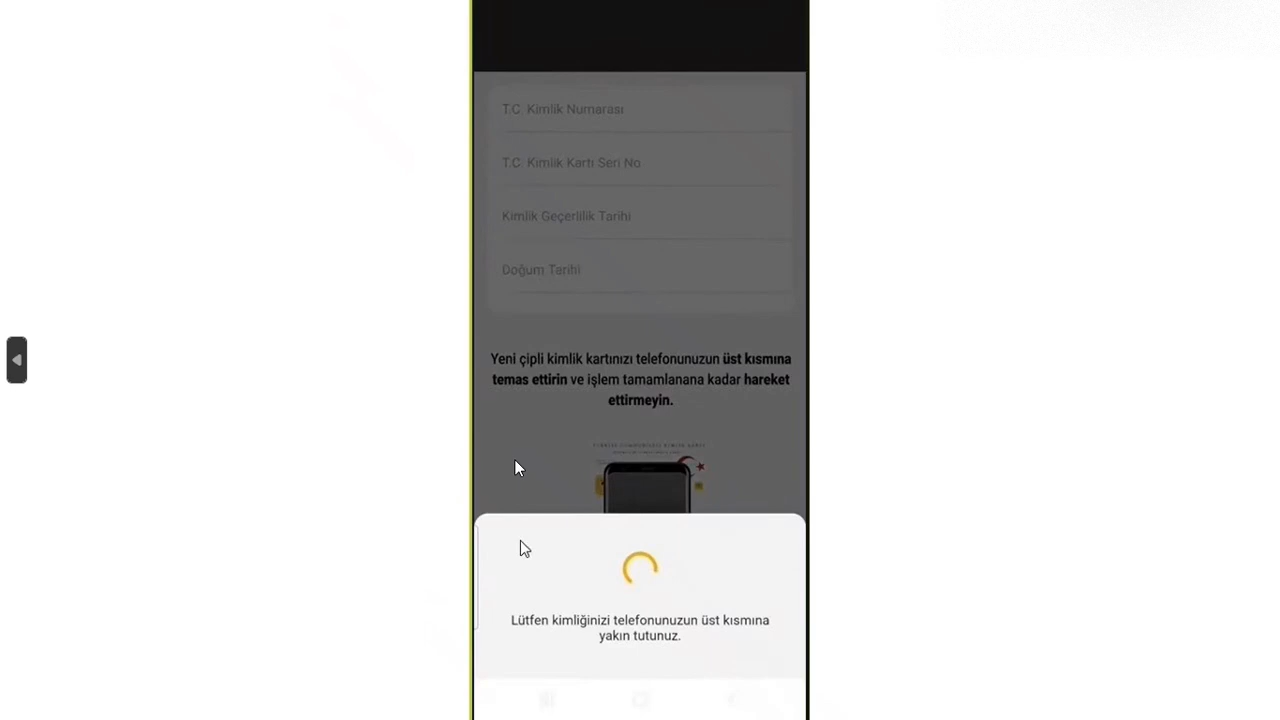 T.C. Kimlik Numarası
T.C. Kimlik Kartı Seri No
Kimlik Geçerlilik Tarihi
Doğum Tarihi
Yeni çipli kimlik kartınızı telefonunuzun üst kısmına
temas ettirin ve işlem tamamlanana kadar hareket
ettirmeyin.
Lütfen kimliğinizi telefonunuzun üst kısmına
yakın tutunuz.